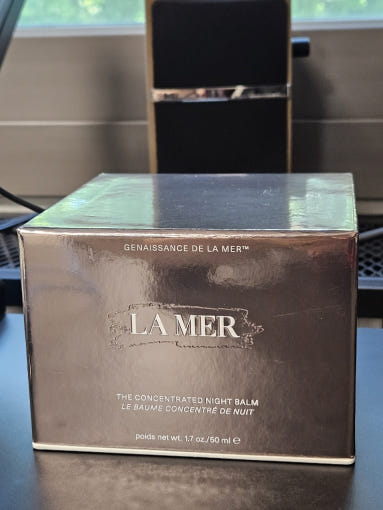 GENAISSANCE DE LA MER™
LA MER
THE CONCENTRATED NIGHT BALM
LE BAUME CONCENTRÉ DE NUIT
poids net wt. 1.7 oz./50 ml ℮